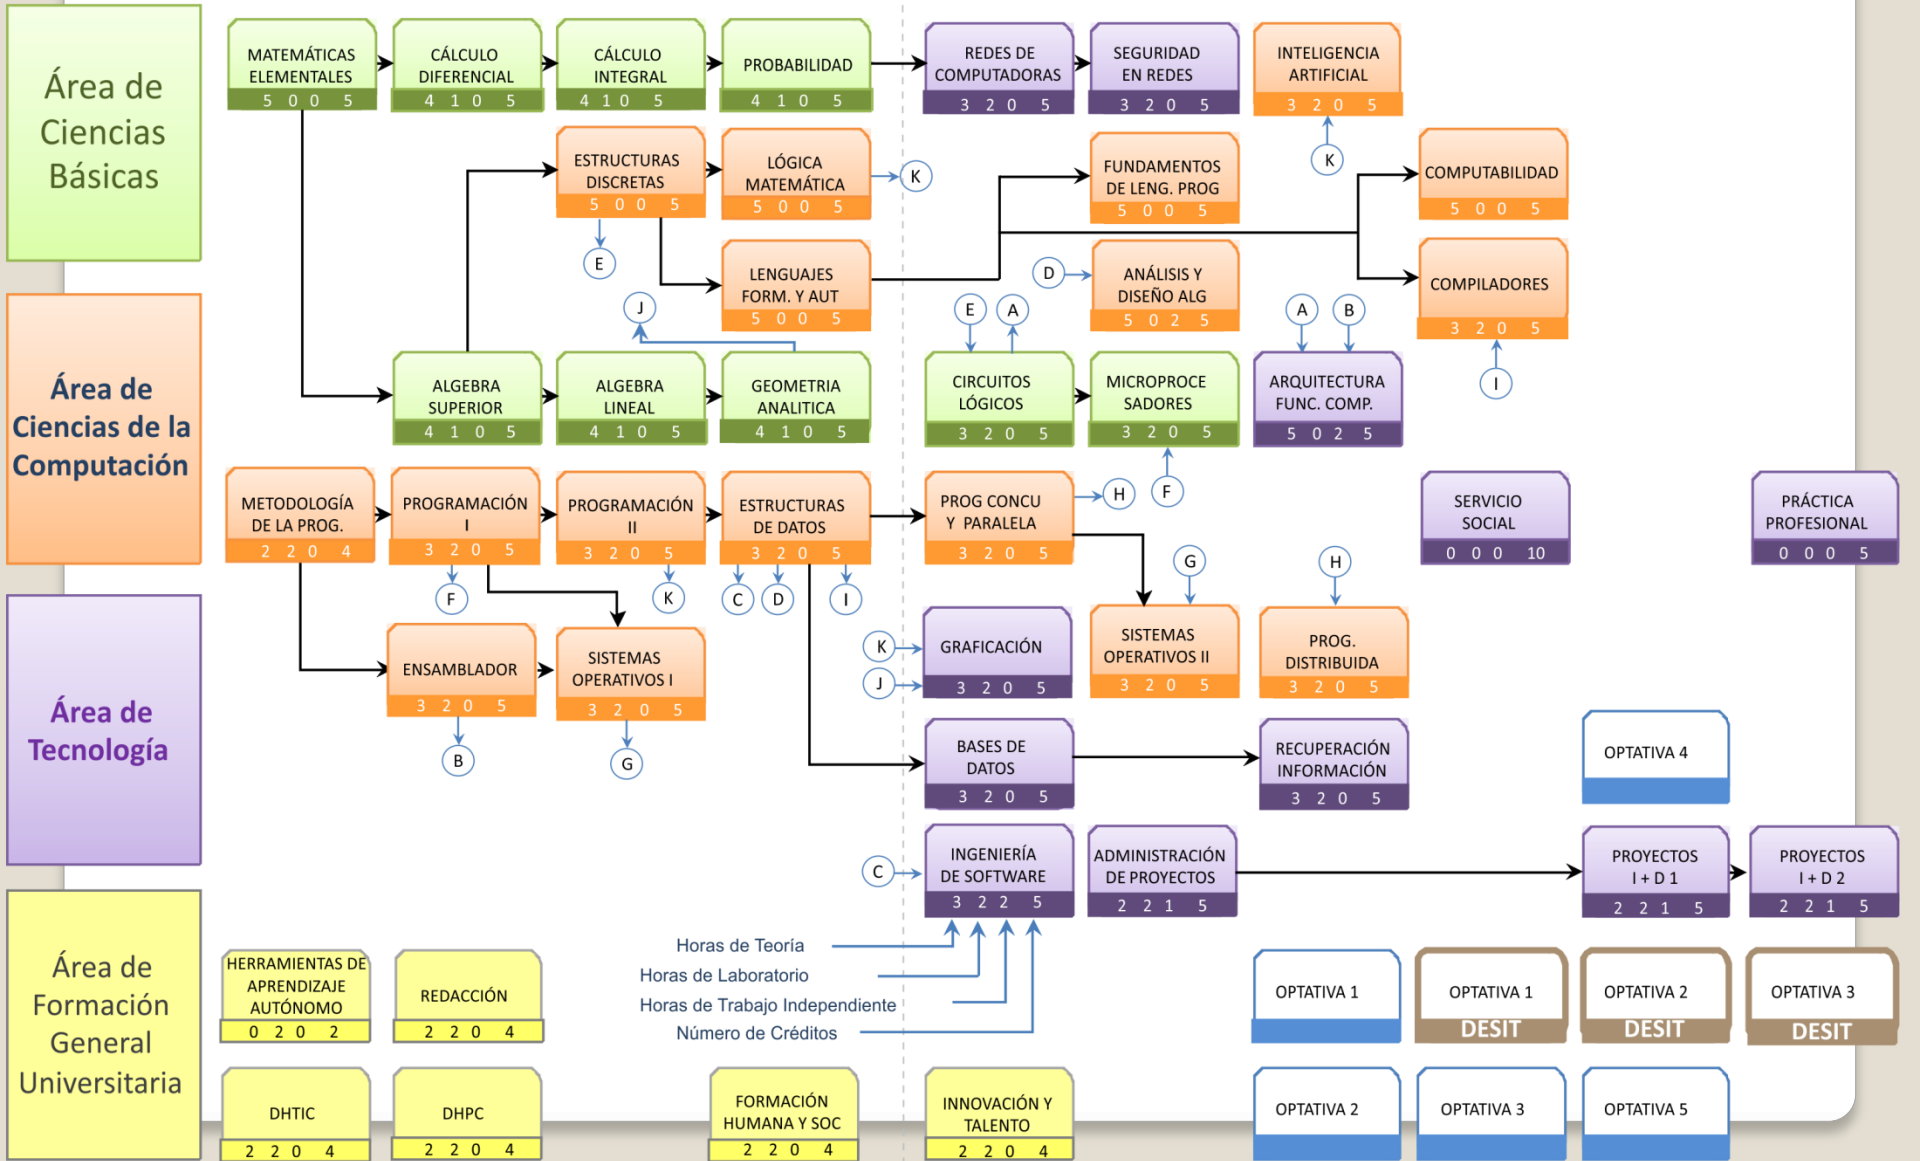 Área de
Ciencias
Básicas
Área de
Ciencias de la
Computación
Área de
Tecnología
Área de
Formación
General
Universitaria
MATEMÁTICAS
ELEMENTALES
5 0 0 5
CÁLCULO
DIFERENCIAL
4 1 0 5
CÁLCULO
INTEGRAL
4 1 0 5
PROBABILIDAD
4 1 0 5
REDES DE
COMPUTADORAS
3 2 0 5
SEGURIDAD
EN REDES
3 2 0 5
INTELIGENCIA
ARTIFICIAL
3 2 0 5
K
ESTRUCTURAS
DISCRETAS
5 0 0 5
E
LÓGICA
MATEMÁTICA
5 0 0 5
K
FUNDAMENTOS
DE LENG. PROG
5 0 0 5
COMPUTABILIDAD
5 0 0 5
LENGUAJES
FORM. Y AUT
5 0 0 5
J
D
ANÁLISIS Y
DISEÑO ALG
5 0 2 5
COMPILADORES
3 2 0 5
I
E
A
A
B
ALGEBRA
SUPERIOR
4 1 0 5
ALGEBRA
LINEAL
4 1 0 5
GEOMETRIA
ANALITICA
4 1 0 5
CIRCUITOS
LÓGICOS
3 2 0 5
MICROPROCE
SADORES
3 2 0 5
F
ARQUITECTURA
FUNC. COMP.
5 0 2 5
METODOLOGÍA
DE LA PROG.
2 2 0 4
PROGRAMACIÓN
I
3 2 0 5
F
PROGRAMACIÓN
II
3 2 0 5
K
ESTRUCTURAS
DE DATOS
3 2 0 5
C
D
I
PROG CONCU
Y PARALELA
3 2 0 5
H
SERVICIO
SOCIAL
0 0 0 10
PRÁCTICA
PROFESIONAL
0 0 0 5
ENSAMBLADOR
3 2 0 5
B
SISTEMAS
OPERATIVOS I
3 2 0 5
G
K
J
GRAFICACIÓN
3 2 0 5
G
SISTEMAS
OPERATIVOS II
3 2 0 5
H
PROG.
DISTRIBUIDA
3 2 0 5
BASES DE
DATOS
3 2 0 5
RECUPERACIÓN
INFORMACIÓN
3 2 0 5
OPTATIVA 4
C
INGENIERÍA
DE SOFTWARE
3 2 2 5
ADMINISTRACIÓN
DE PROYECTOS
2 2 1 5
PROYECTOS
I + D 1
2 2 1 5
PROYECTOS
I + D 2
2 2 1 5
Horas de Teoría
Horas de Laboratorio
Horas de Trabajo Independiente
Número de Créditos
HERRAMIENTAS DE
APRENDIZAJE
AUTÓNOMO
0 2 0 2
REDACCIÓN
2 2 0 4
OPTATIVA 1
OPTATIVA 1
DESIT
OPTATIVA 2
DESIT
OPTATIVA 3
DESIT
DHTIC
2 2 0 4
DHPC
2 2 0 4
FORMACIÓN
HUMANA Y SOC
2 2 0 4
INNOVACIÓN Y
TALENTO
2 2 0 4
OPTATIVA 2
OPTATIVA 3
OPTATIVA 5